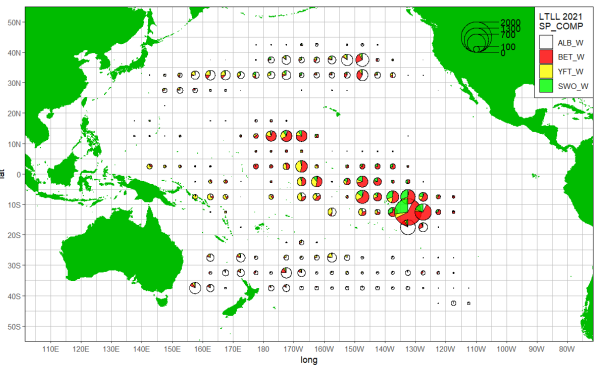 LTLL 2021
SP_COMP
ALB_W
BET_W
YFT_W
SWO_W
2000
1300
700
100
0
50N
40N
30N
20N
10N
0
10S
20S
30S
40S
50S
lat
110E
120E
130E
140E
150E
160E
170E
180
170W
160W
150W
140W
130W
120W
110W
100W
90W
80W
long